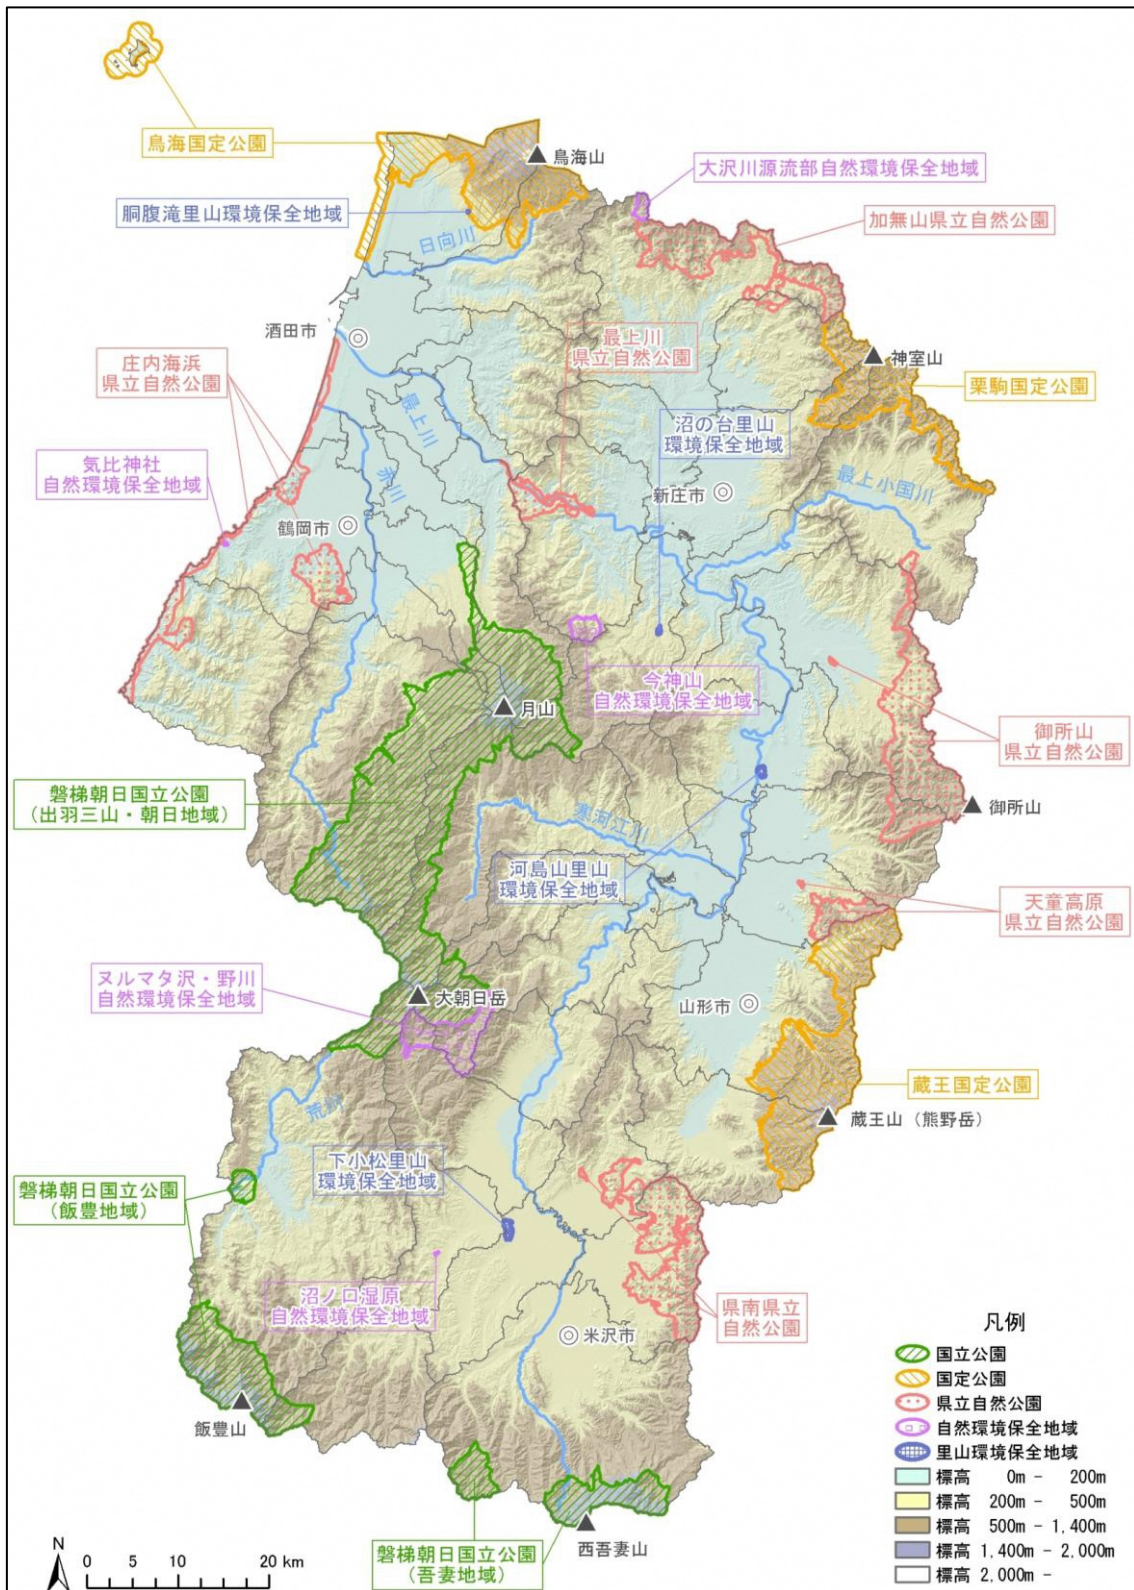 鳥海国定公園
鳥海山
大沢川源流部自然環境保全地域
胴腹滝里山環境保全地域
加無山県立自然公園
日向川
酒田市
最上川
県立自然公園
神室山
庄内海浜
県立自然公園
栗駒国定公園
最上川
沼の台里山
環境保全地域
気比神社
自然環境保全地域
赤川
新庄市
最上小国川
鶴岡市
今神山
自然環境保全地域
月山
御所山
県立自然公園
磐梯朝日国立公園
(出羽三山・朝日地域)
御所山
寒河江川
河島山里山
環境保全地域
天童高原
県立自然公園
ヌルマタ沢・野川
自然環境保全地域
大朝日岳
山形市
蔵王国定公園
荒川
蔵王山(熊野岳)
下小松里山
環境保全地域
磐梯朝日国立公園
(飯豊地域)
沼ノ口湿原
自然環境保全地域
県南県立
自然公園
米沢市
飯豊山
西吾妻山
磐梯朝日国立公園
(吾妻地域)
凡例
国立公園
国定公園
県立自然公園
自然環境保全地域
里山環境保全地域
標高 0m - 200m
標高 200m - 500m
標高 500m - 1,400m
標高 1,400m - 2,000m
標高 2,000m -
N
0 5 10 20 km